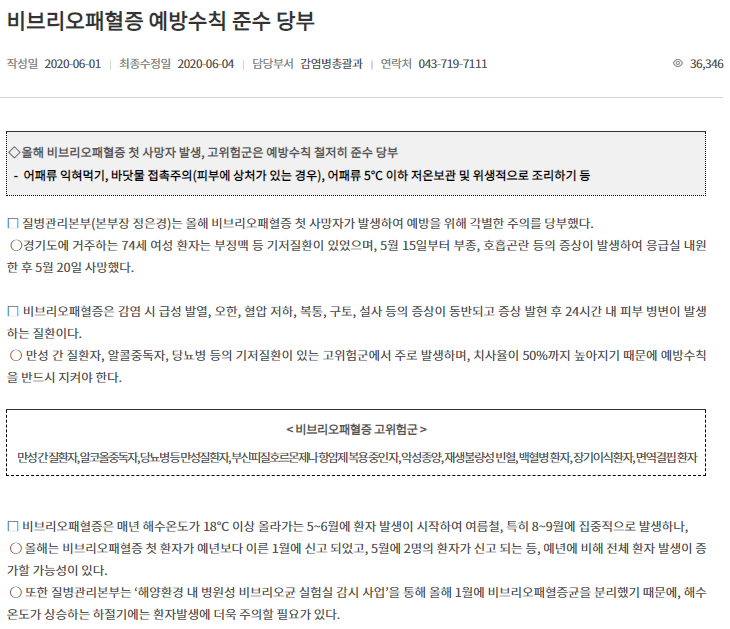 비브리오패혈증 예방수칙 준수 당부
작성일 2020-06-01 | 최종수정일 2020-06-04 | 담당부서 감염병총괄과 | 연락처 043-719-7111 36,346
◇올해 비브리오패혈증 첫 사망자 발생, 고위험군은 예방수칙 철저히 준수 당부
- 어패류 익혀먹기, 바닷물 접촉주의(피부에 상처가 있는 경우), 어패류 5℃ 이하 저온보관 및 위생적으로 조리하기 등
□ 질병관리본부(본부장 정은경)는 올해 비브리오패혈증 첫 사망자가 발생하여 예방을 위해 각별한 주의를 당부했다.
○경기도에 거주하는 74세 여성 환자는 부정맥 등 기저질환이 있었으며, 5월 15일부터 부종, 호흡곤란 등의 증상이 발생하여 응급실 내원
한 후 5월 20일 사망했다.
□ 비브리오패혈증은 감염 시 급성 발열, 오한, 혈압 저하, 복통, 구토, 설사 등의 증상이 동반되고 증상 발현 후 24시간 내 피부 병변이 발생
하는 질환이다.
○ 만성 간 질환자, 알콜중독자, 당뇨병 등의 기저질환이 있는 고위험군에서 주로 발생하며, 치사율이 50%까지 높아지기 때문에 예방수칙
을 반드시 지켜야 한다.
< 비브리오패혈증 고위험군 >
만성 간 질환자, 알코올중독자, 당뇨병 등 만성질환자, 부신피질호르몬제나 항암제 복용 중인 자, 악성종양, 재생불량성 빈혈, 백혈병 환자, 장기이식환자, 면역결핍 환자
□ 비브리오패혈증은 매년 해수온도가 18℃ 이상 올라가는 5~6월에 환자 발생이 시작하여 여름철, 특히 8~9월에 집중적으로 발생하나,
○ 올해는 비브리오패혈증 첫 환자가 예년보다 이른 1월에 신고 되었고, 5월에 2명의 환자가 신고 되는 등, 예년에 비해 전체 환자 발생이 증
가할 가능성이 있다.
○ 또한 질병관리본부는 ‘해양환경 내 병원성 비브리오균 실험실 감시 사업’을 통해 올해 1월에 비브리오패혈증균을 분리했기 때문에, 해수
온도가 상승하는 하절기에는 환자발생에 더욱 주의할 필요가 있다.